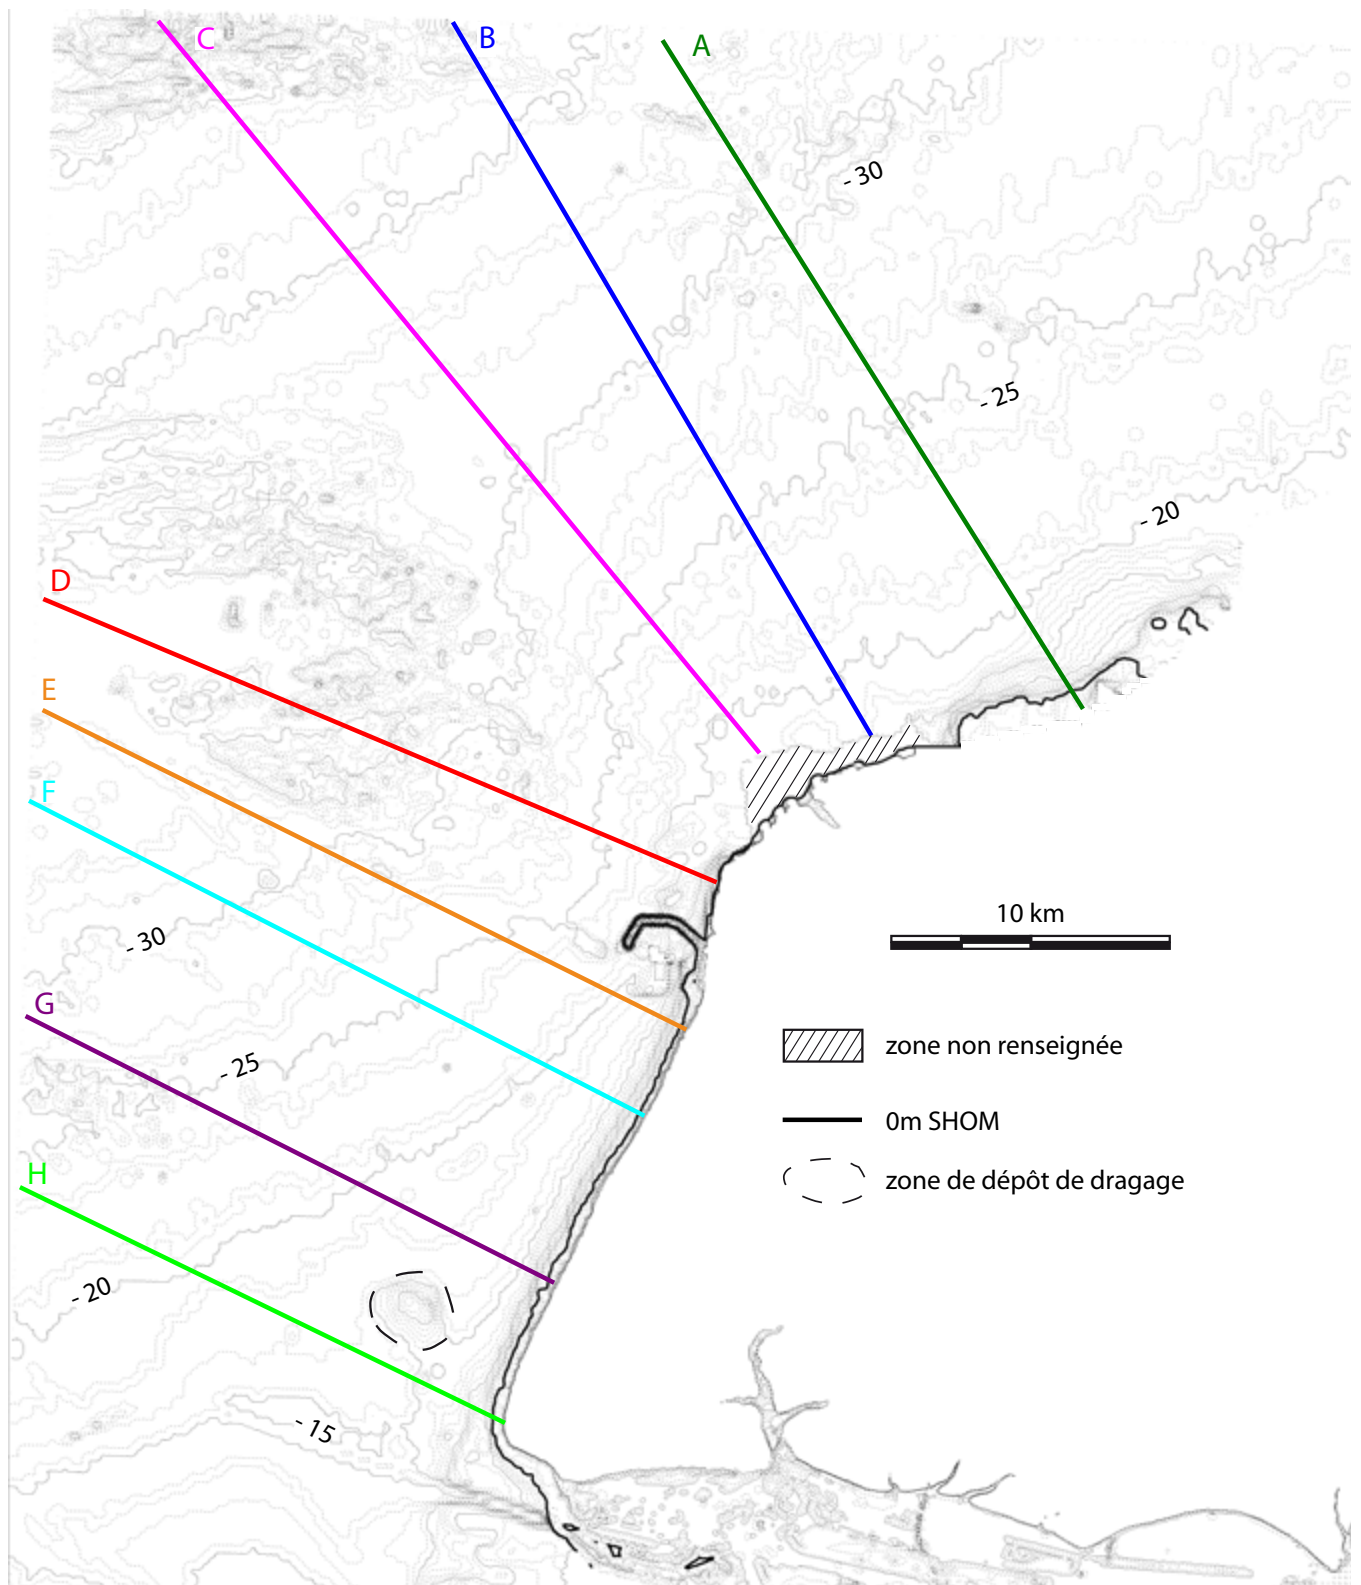 C
B
A
- 30
- 25
- 20
D
E
F
10 km
- 30
G
zone non renseignée
- 25
0m SHOM
H
zone de dépôt de dragage
- 20
- 15